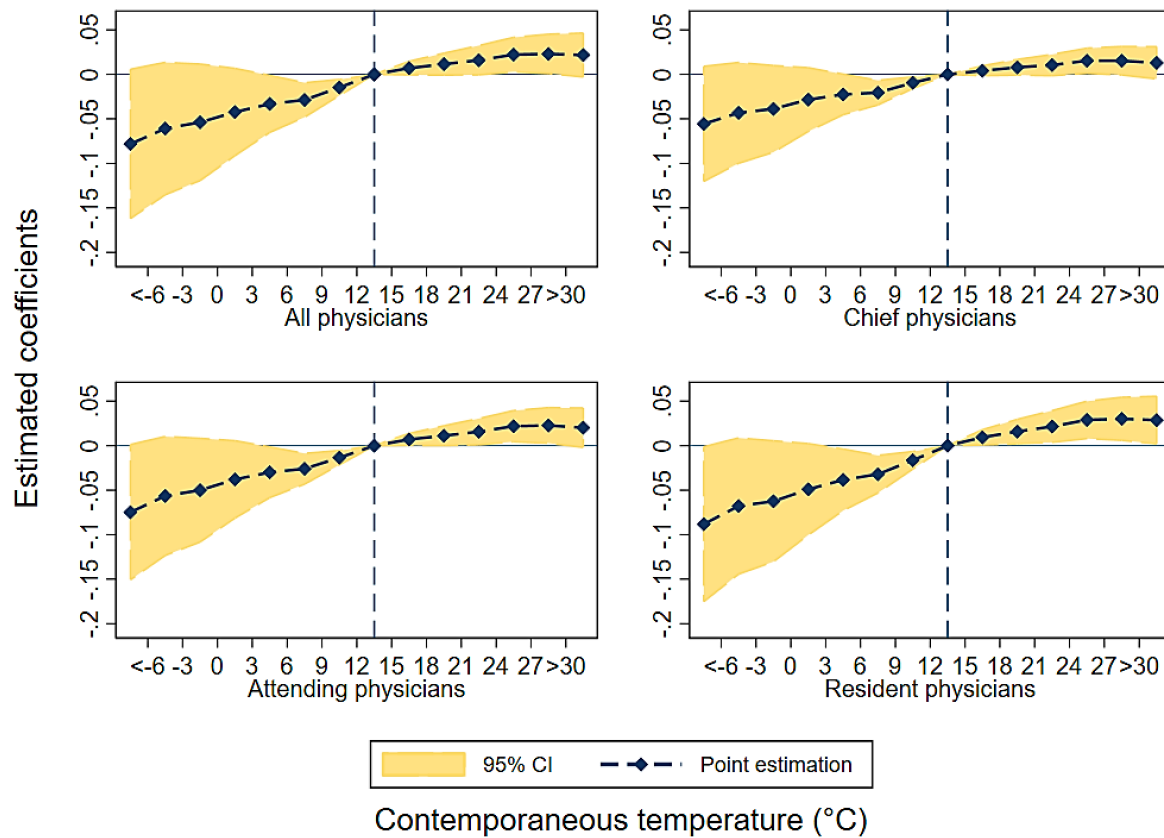 Estimated coefficients
.05
0
-.05
-.1
-.15
-.2
<-6 -3 0 3 6 9 12 15 18 21 24 27 >30
All physicians
.05
0
-.05
-.1
-.15
-.2
<-6 -3 0 3 6 9 12 15 18 21 24 27 >30
Chief physicians
.05
0
-.05
-.1
-.15
-.2
<-6 -3 0 3 6 9 12 15 18 21 24 27 >30
Attending physicians
.05
0
-.05
-.1
-.15
-.2
<-6 -3 0 3 6 9 12 15 18 21 24 27 >30
Resident physicians
95% CI Point estimation
Contemporaneous temperature (°C)